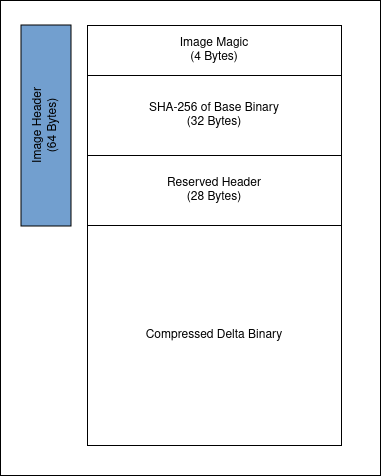 Image Header
(64 Bytes)
Image Magic
(4 Bytes)
SHA-256 of Base Binary
(32 Bytes)
Reserved Header
(28 Bytes)
Compressed Delta Binary